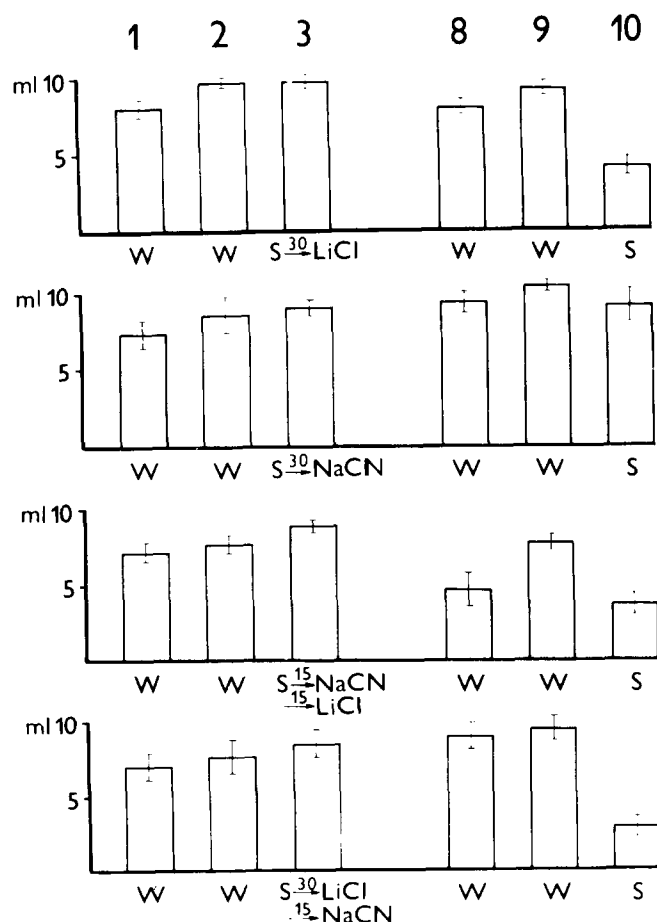 1 2 3 8 9 10
ml 10
5
W W S 30→ LiCl W W S
ml 10
5
W W S 30→ NaCN W W S
ml 10
5
W W S 15→ NaCN W W S
15→ LiCl
ml 10
5
W W S 30→ LiCl W W S
15→ NaCN